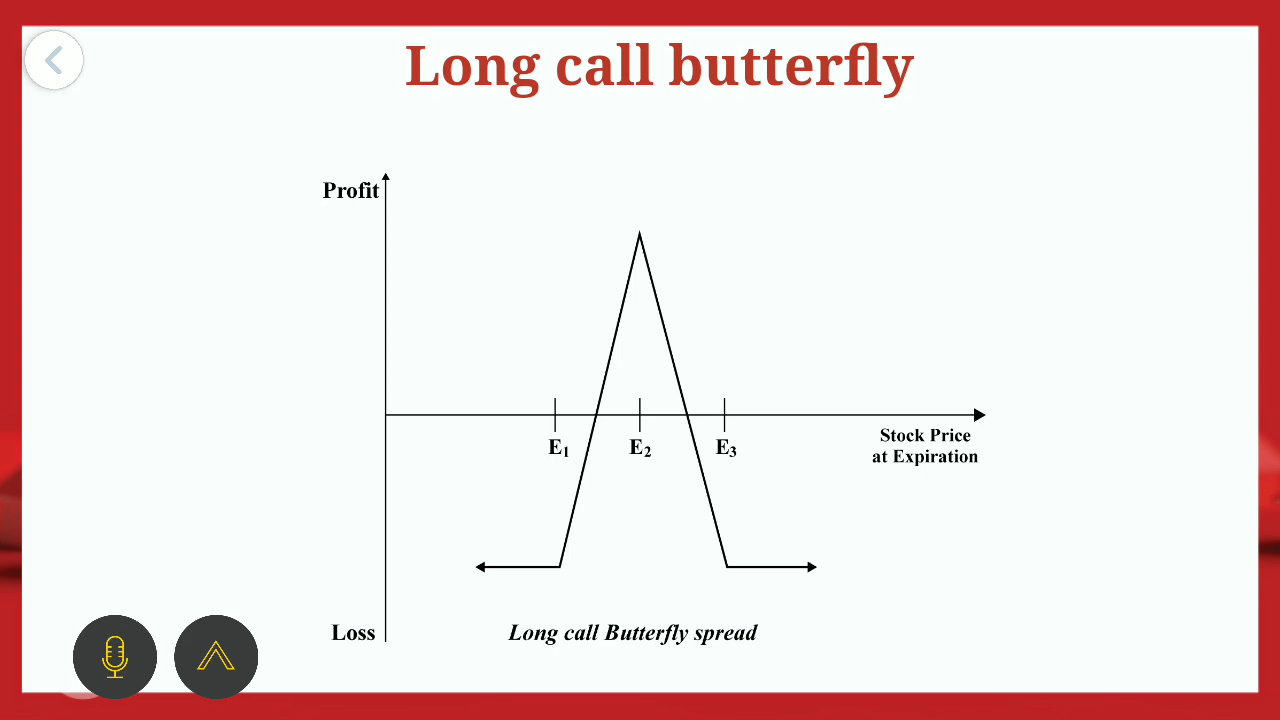 Long call butterfly
Profit
E₁ E₂ E₃
Stock Price
at Expiration
Loss
Long call Butterfly spread